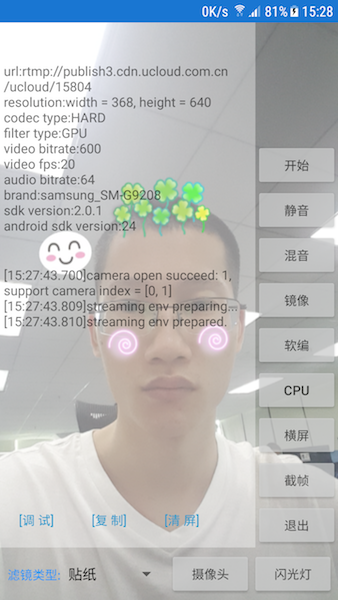 0K/s 81% 15:28
url:rtmp://publish3.cdn.ucloud.com.cn
/ucloud/15804
resolution:width = 368, height = 640
codec type:HARD
filter type:GPU
video bitrate:600
video fps:20
audio bitrate:64
brand:samsung_SM-G9208
sdk version:2.0.1
android sdk version:24
[15:27:43.700]camera open succeed: 1,
support camera index = [0, 1]
[15:27:43.809]streaming env preparing...
[15:27:43.810]streaming env prepared.
开始
静音
混音
镜像
软编
CPU
横屏
截帧
退出
[调 试] [复 制] [清 屏]
滤镜类型: 贴纸 摄像头 闪光灯